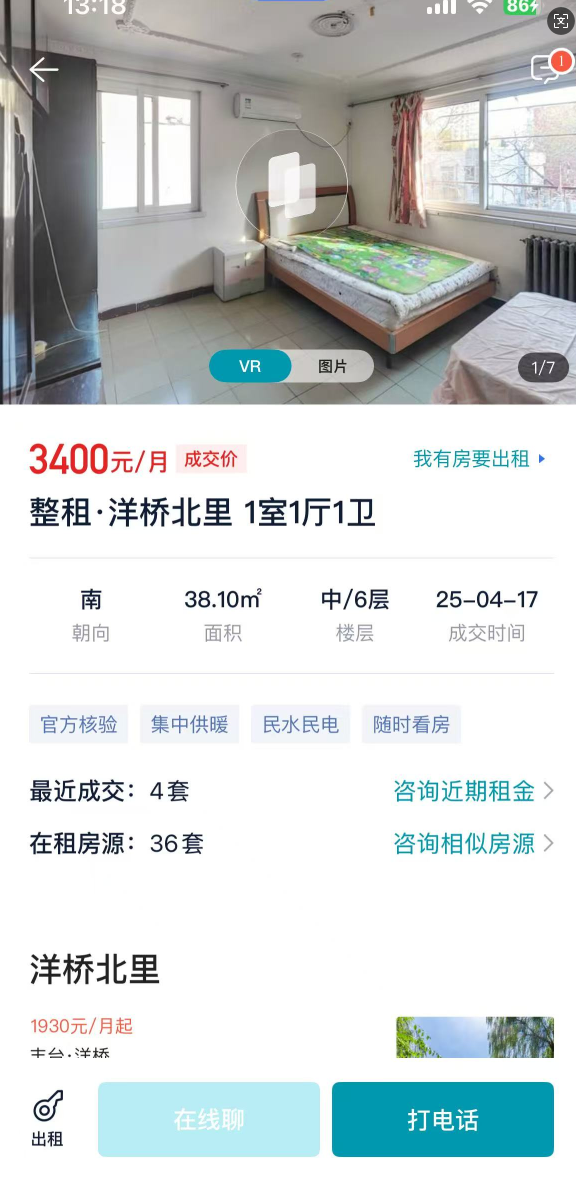 13:18
86
!
VR
图片
1/7
3400元/月 成交价 我有房要出租
整租·洋桥北里 1室1厅1卫
南 38.10㎡ 中/6层 25-04-17
朝向 面积 楼层 成交时间
官方核验 集中供暖 民水民电 随时看房
最近成交：4套 咨询近期租金
在租房源：36套 咨询相似房源
洋桥北里
1930元/月起
丰台·洋桥
出租
在线聊
打电话